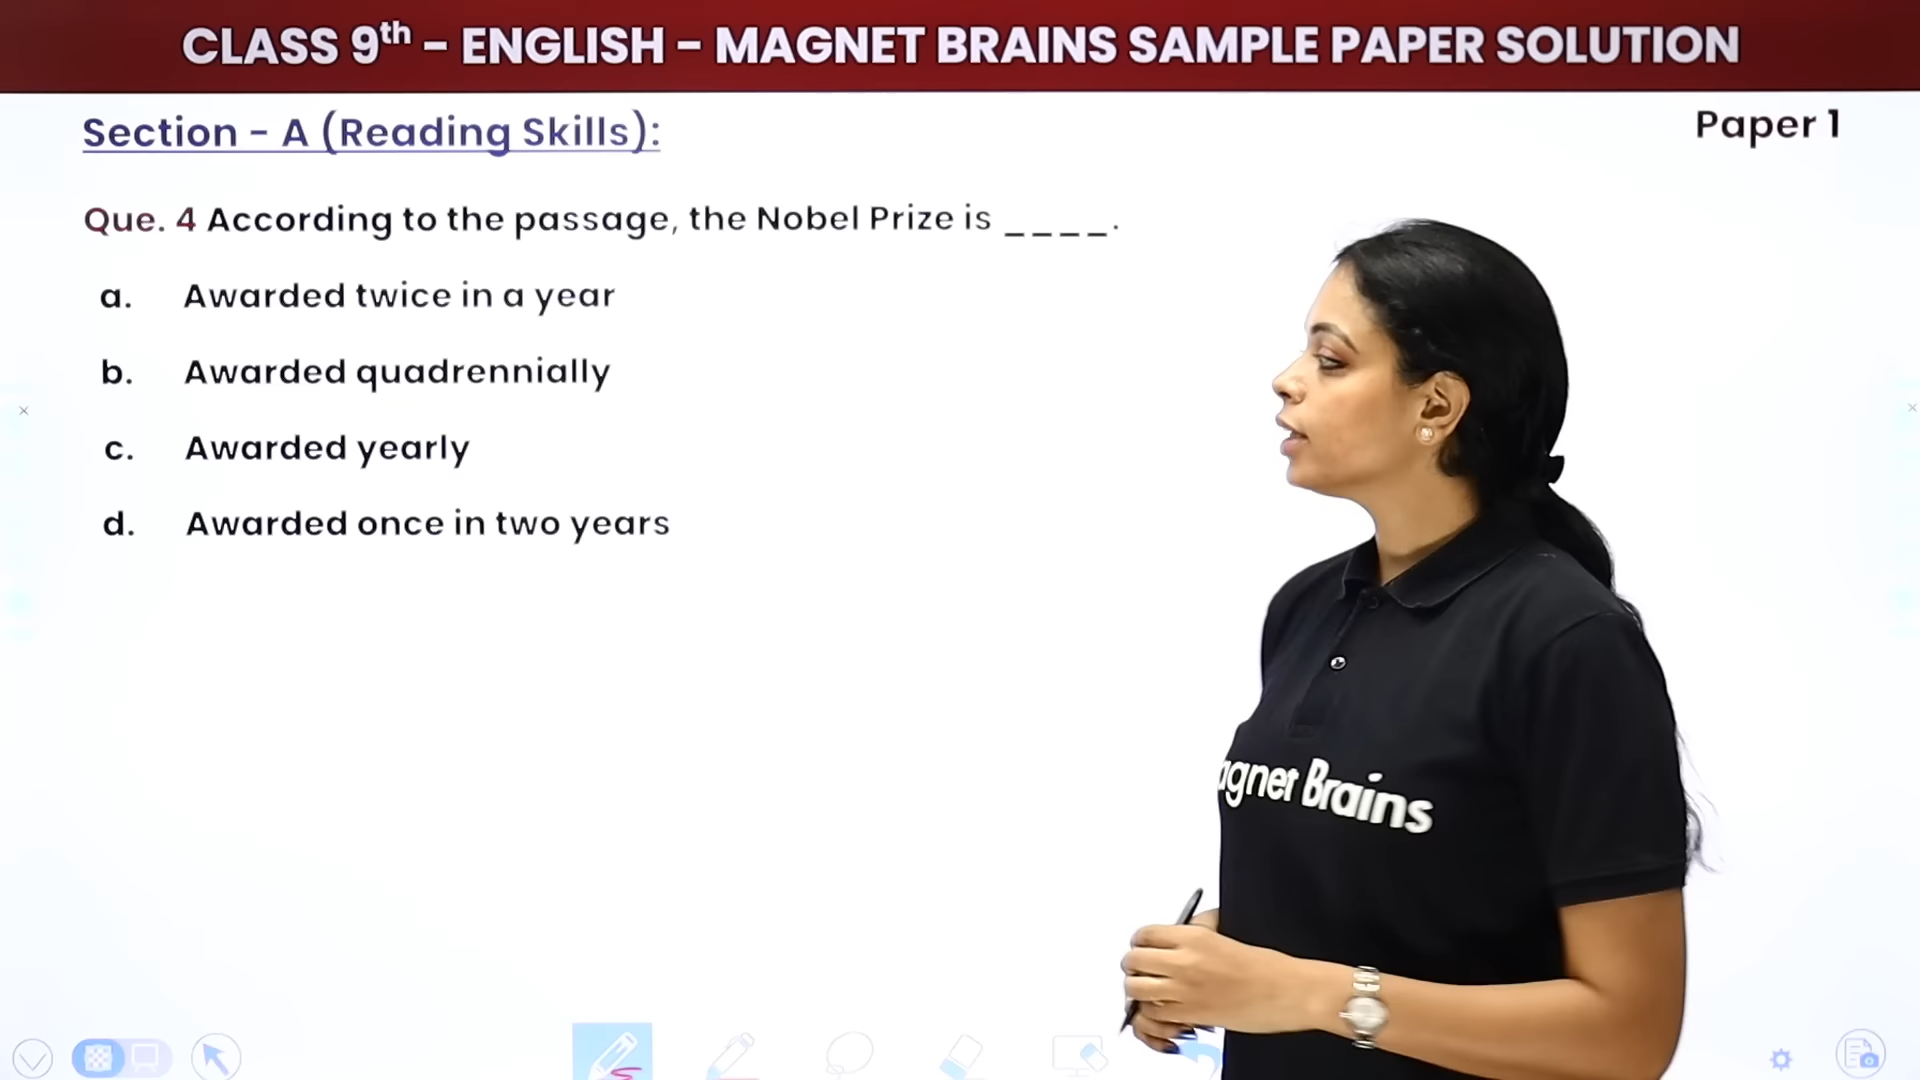 CLASS 9th – ENGLISH – MAGNET BRAINS SAMPLE PAPER SOLUTION
Section - A (Reading Skills):
Paper 1
Que. 4 According to the passage, the Nobel Prize is ____.
a. Awarded twice in a year
b. Awarded quadrennially
c. Awarded yearly
d. Awarded once in two years
agnet Brains